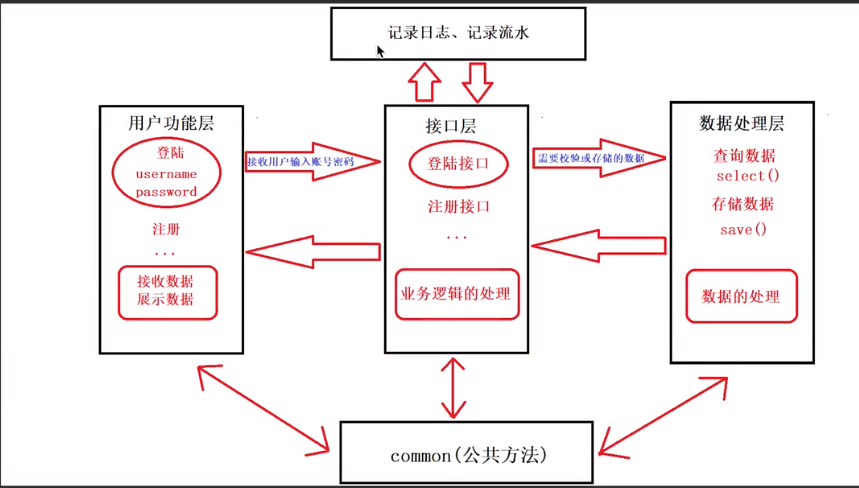 记录日志、记录流水
用户功能层
登陆
username
password
注册
...
接收数据
展示数据
接收用户输入账号密码
接口层
登陆接口
注册接口
...
业务逻辑的处理
需要校验或存储的数据
数据处理层
查询数据
select()
存储数据
save()
数据的处理
common(公共方法)